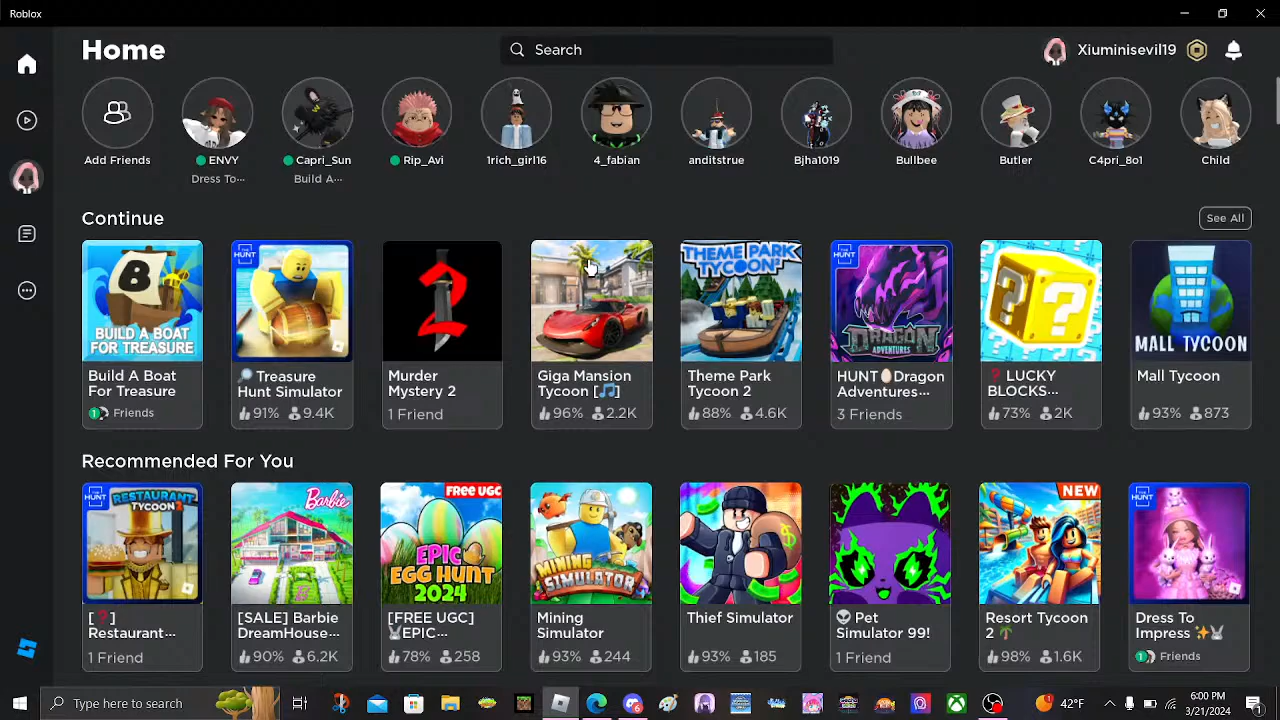 Roblox
Home
Search
Xiuminisevil19
Add Friends
ENVY
Dress To...
Capri_Sun
Build A...
Rip_Avi
1rich_girl16
4_fabian
anditstrue
Bjha1019
Bullbee
Butler
C4pri_8o1
Child
Continue
See All
B
BUILD A BOAT
FOR TREASURE
THE HUNT
2
THEME PARK
TYCOON
THE HUNT
DRAGON
ADVENTURES
? ?
MALL TYCOON
Build A Boat
For Treasure
1 Friends
🔎Treasure
Hunt Simulator
91% 9.4K
Murder
Mystery 2
1 Friend
Giga Mansion
Tycoon [🎵]
96% 2.2K
Theme Park
Tycoon 2
88% 4.6K
HUNT🥚Dragon
Adventures...
3 Friends
❓LUCKY
BLOCKS...
73% 2K
Mall Tycoon
93% 873
Recommended For You
THE HUNT
RESTAURANT
TYCOON 2
Barbie
FREE UGC
EPIC
EGG HUNT
2024
MINING
SIMULATOR
$
NEW
THE HUNT
[❓]
Restaurant...
1 Friend
[SALE] Barbie
DreamHouse...
90% 6.2K
[FREE UGC]
🐰EPIC...
78% 258
Mining
Simulator
93% 244
Thief Simulator
93% 185
👽 Pet
Simulator 99!
1 Friend
Resort Tycoon
2 🌴
98% 1.6K
Dress To
Impress ✨🐰
1 Friends
Type here to search
42°F
6:00 PM
3/21/2024